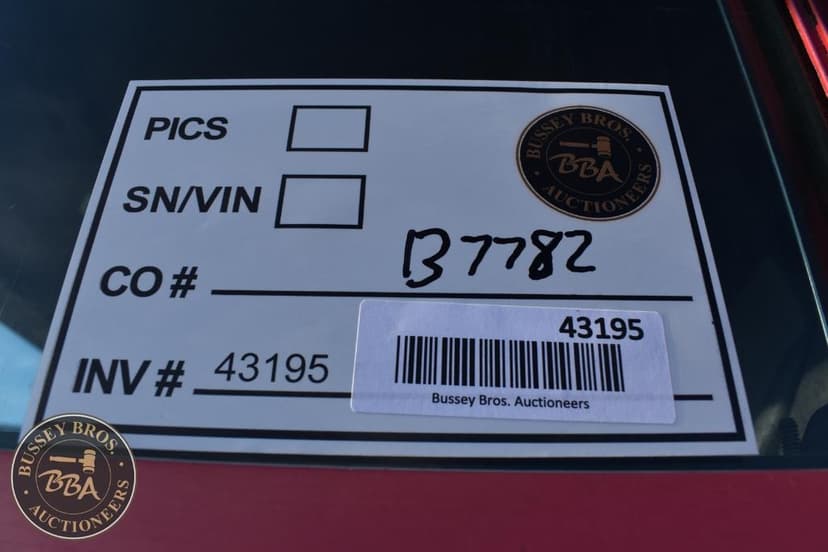 PICS
BUSSEY BROS.
BBA
AUCTIONEERS
SN/VIN
CO # B7782
INV # 43195
43195
Bussey Bros. Auctioneers
BUSSEY BROS.
BBA
AUCTIONEERS